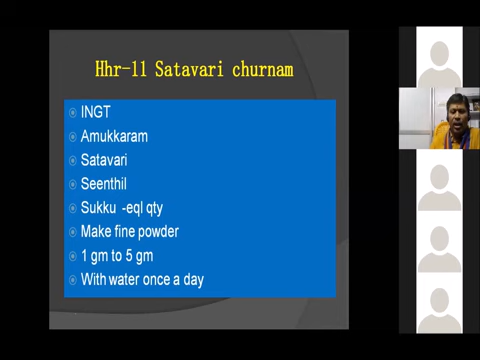 Hhr-11 Satavari churnam
INGT
Amukkaram
Satavari
Seenthil
Sukku -eql qty
Make fine powder
1 gm to 5 gm
With water once a day